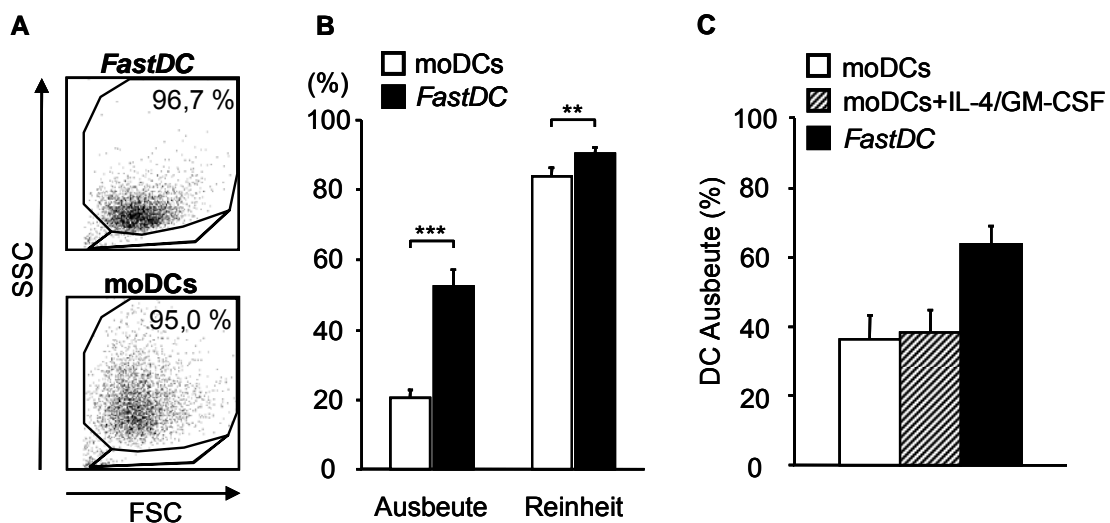 A
FastDC
96,7 %
moDCs
95,0 %
SSC
FSC
B
(%)
moDCs
FastDC
100
80
60
40
20
0
***
**
Ausbeute
Reinheit
C
moDCs
moDCs+IL-4/GM-CSF
FastDC
DC Ausbeute (%)
100
80
60
40
20
0